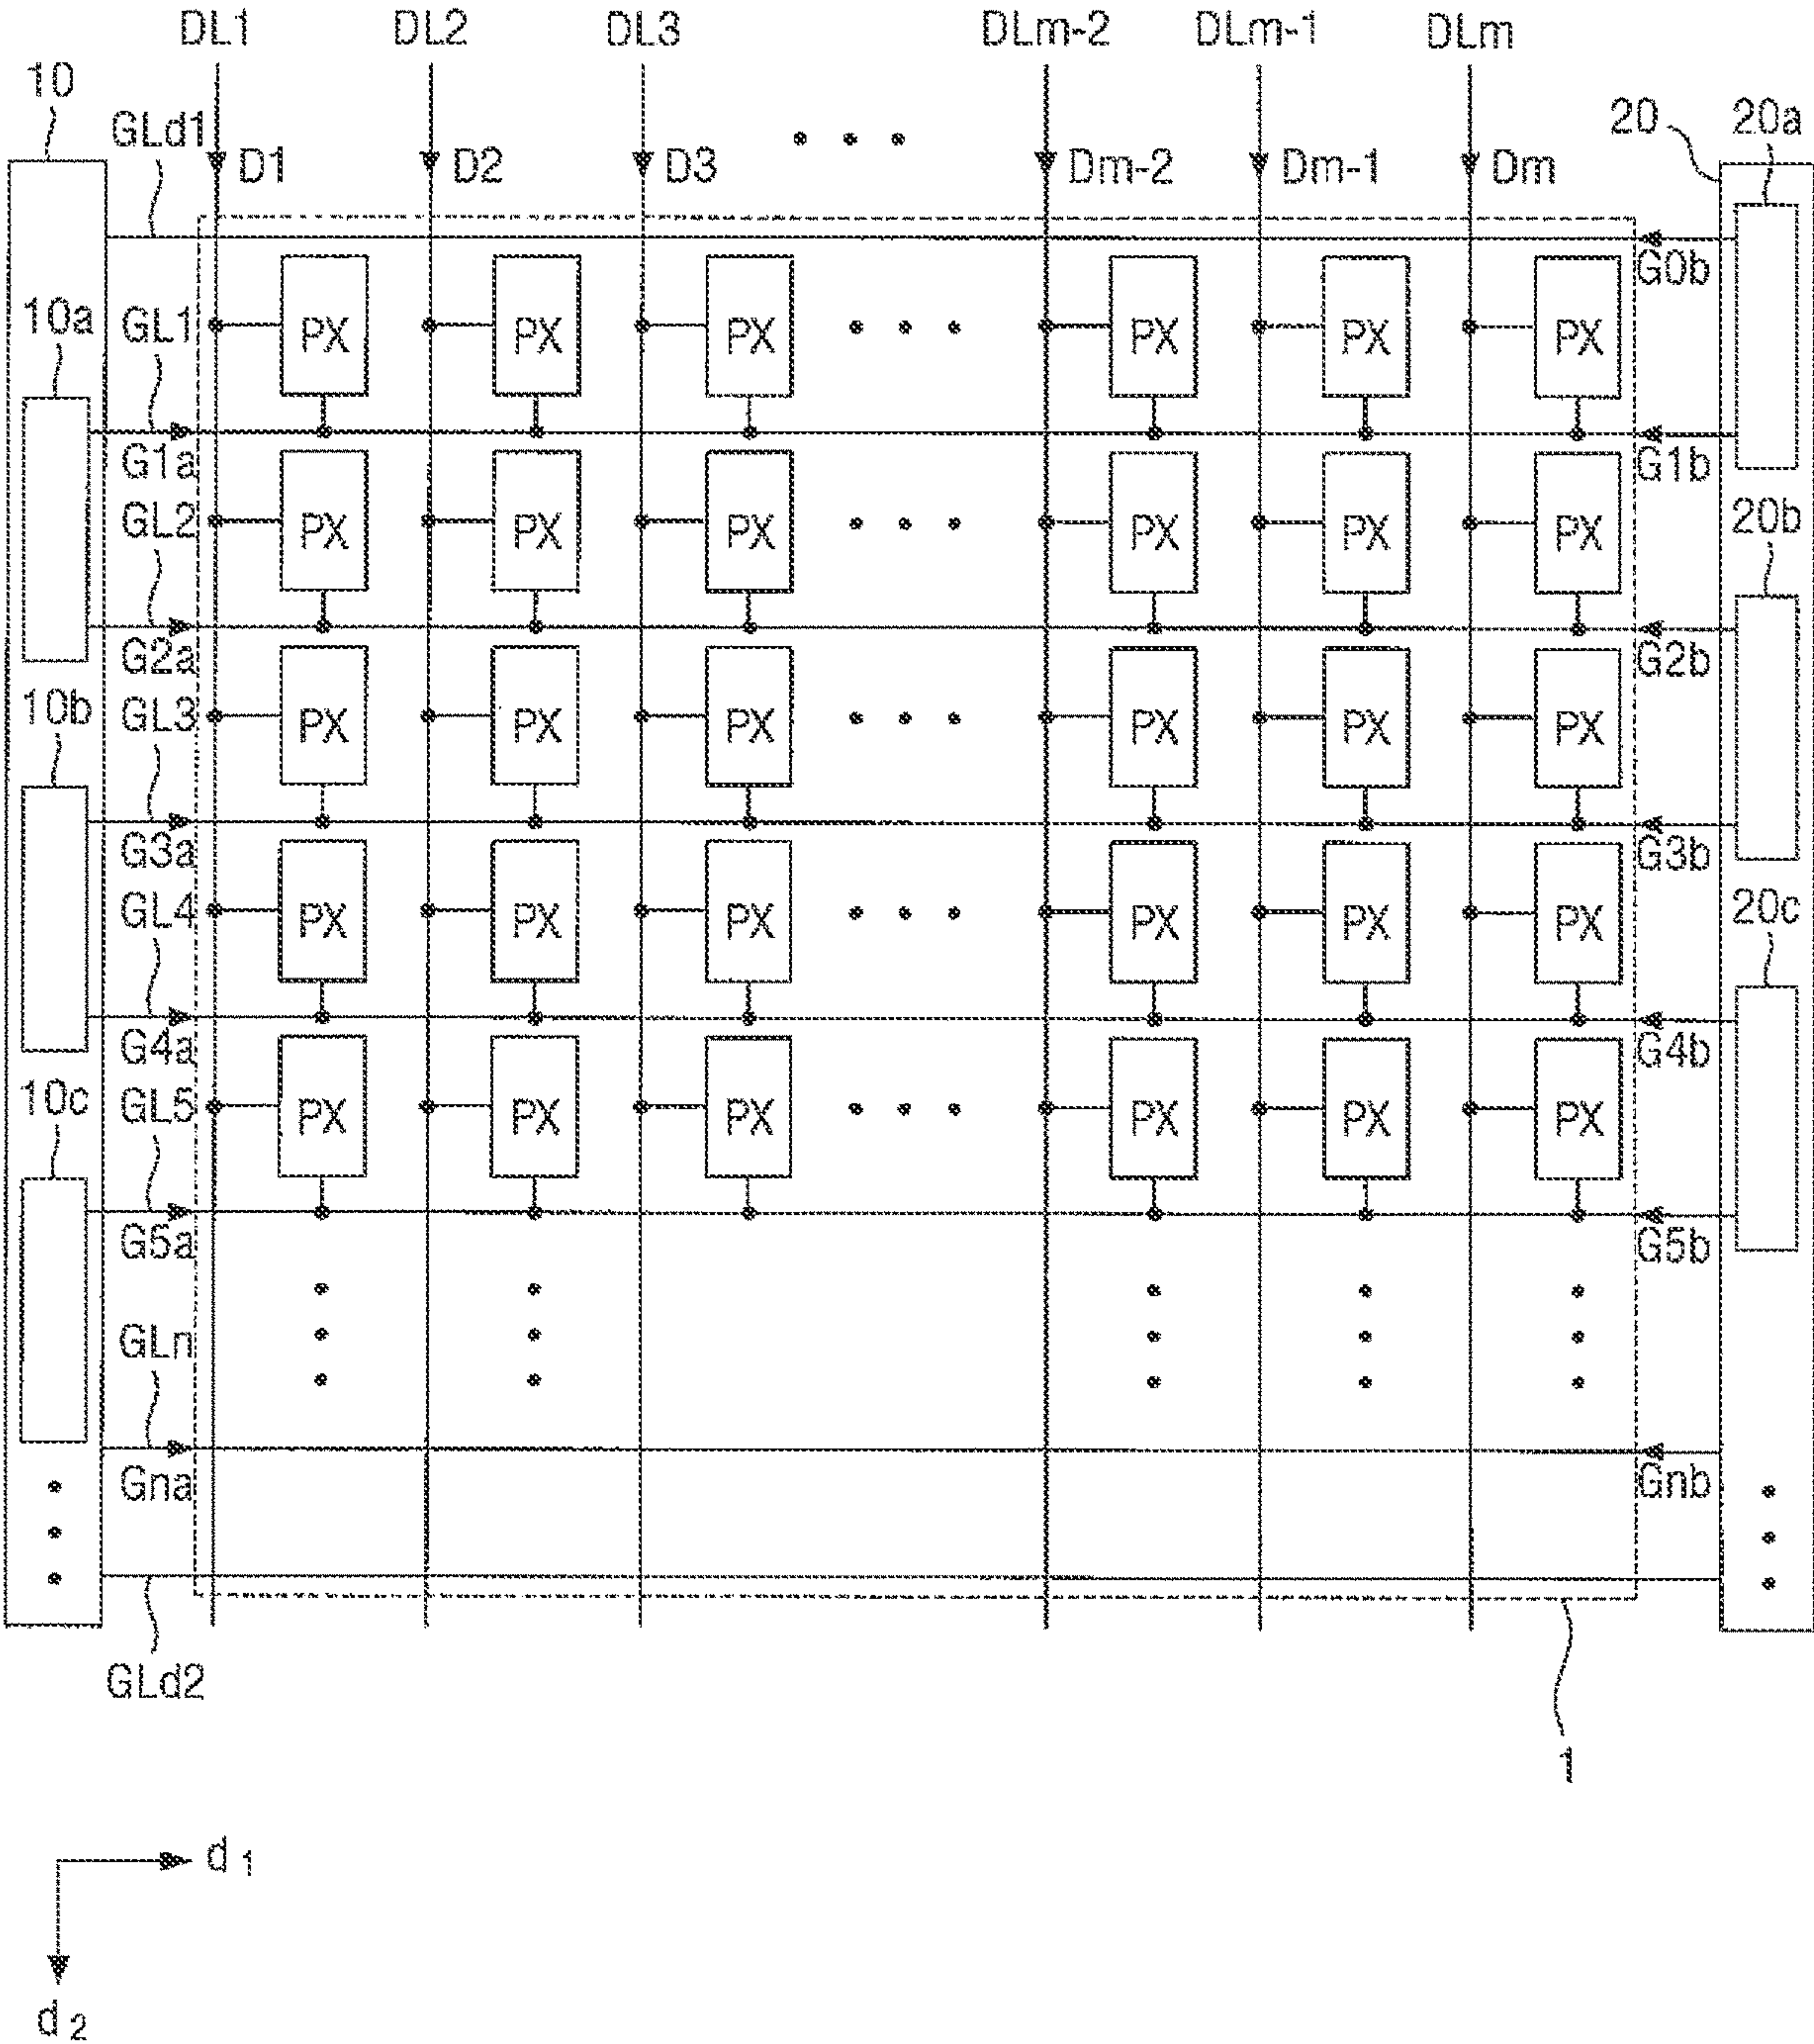 DL1 DL2 DL3 DLm-2 DLm-1 DLm
10 GLd1 20 20a
D1 D2 D3 Dm-2 Dm-1 Dm
G0b
10a GL1 PX PX PX PX PX PX
G1a G1b
GL2 PX PX PX PX PX PX 20b
G2a G2b
10b GL3 PX PX PX PX PX PX
G3a G3b
GL4 PX PX PX PX PX PX 20c
G4a G4b
10c GL5 PX PX PX PX PX PX
G5a G5b
GLn
Gna Gnb
GLd2
1
d1
d2